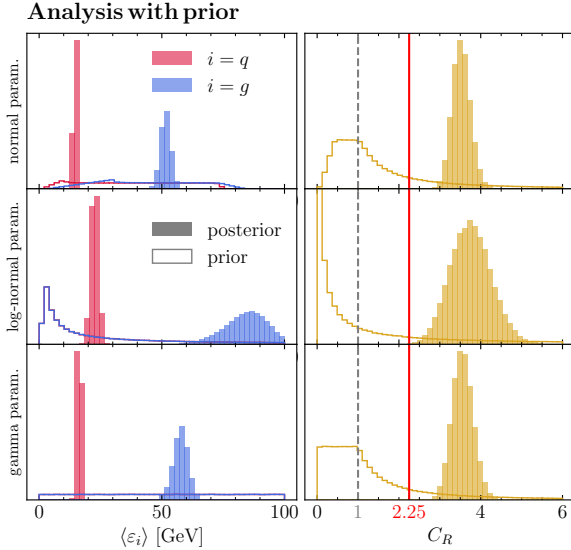 Analysis with prior
normal param.
i = q
i = g
log-normal param.
posterior
prior
gamma param.
0 50 100
⟨ε_i⟩ [GeV]
0 1 2.25 4 6
C_R